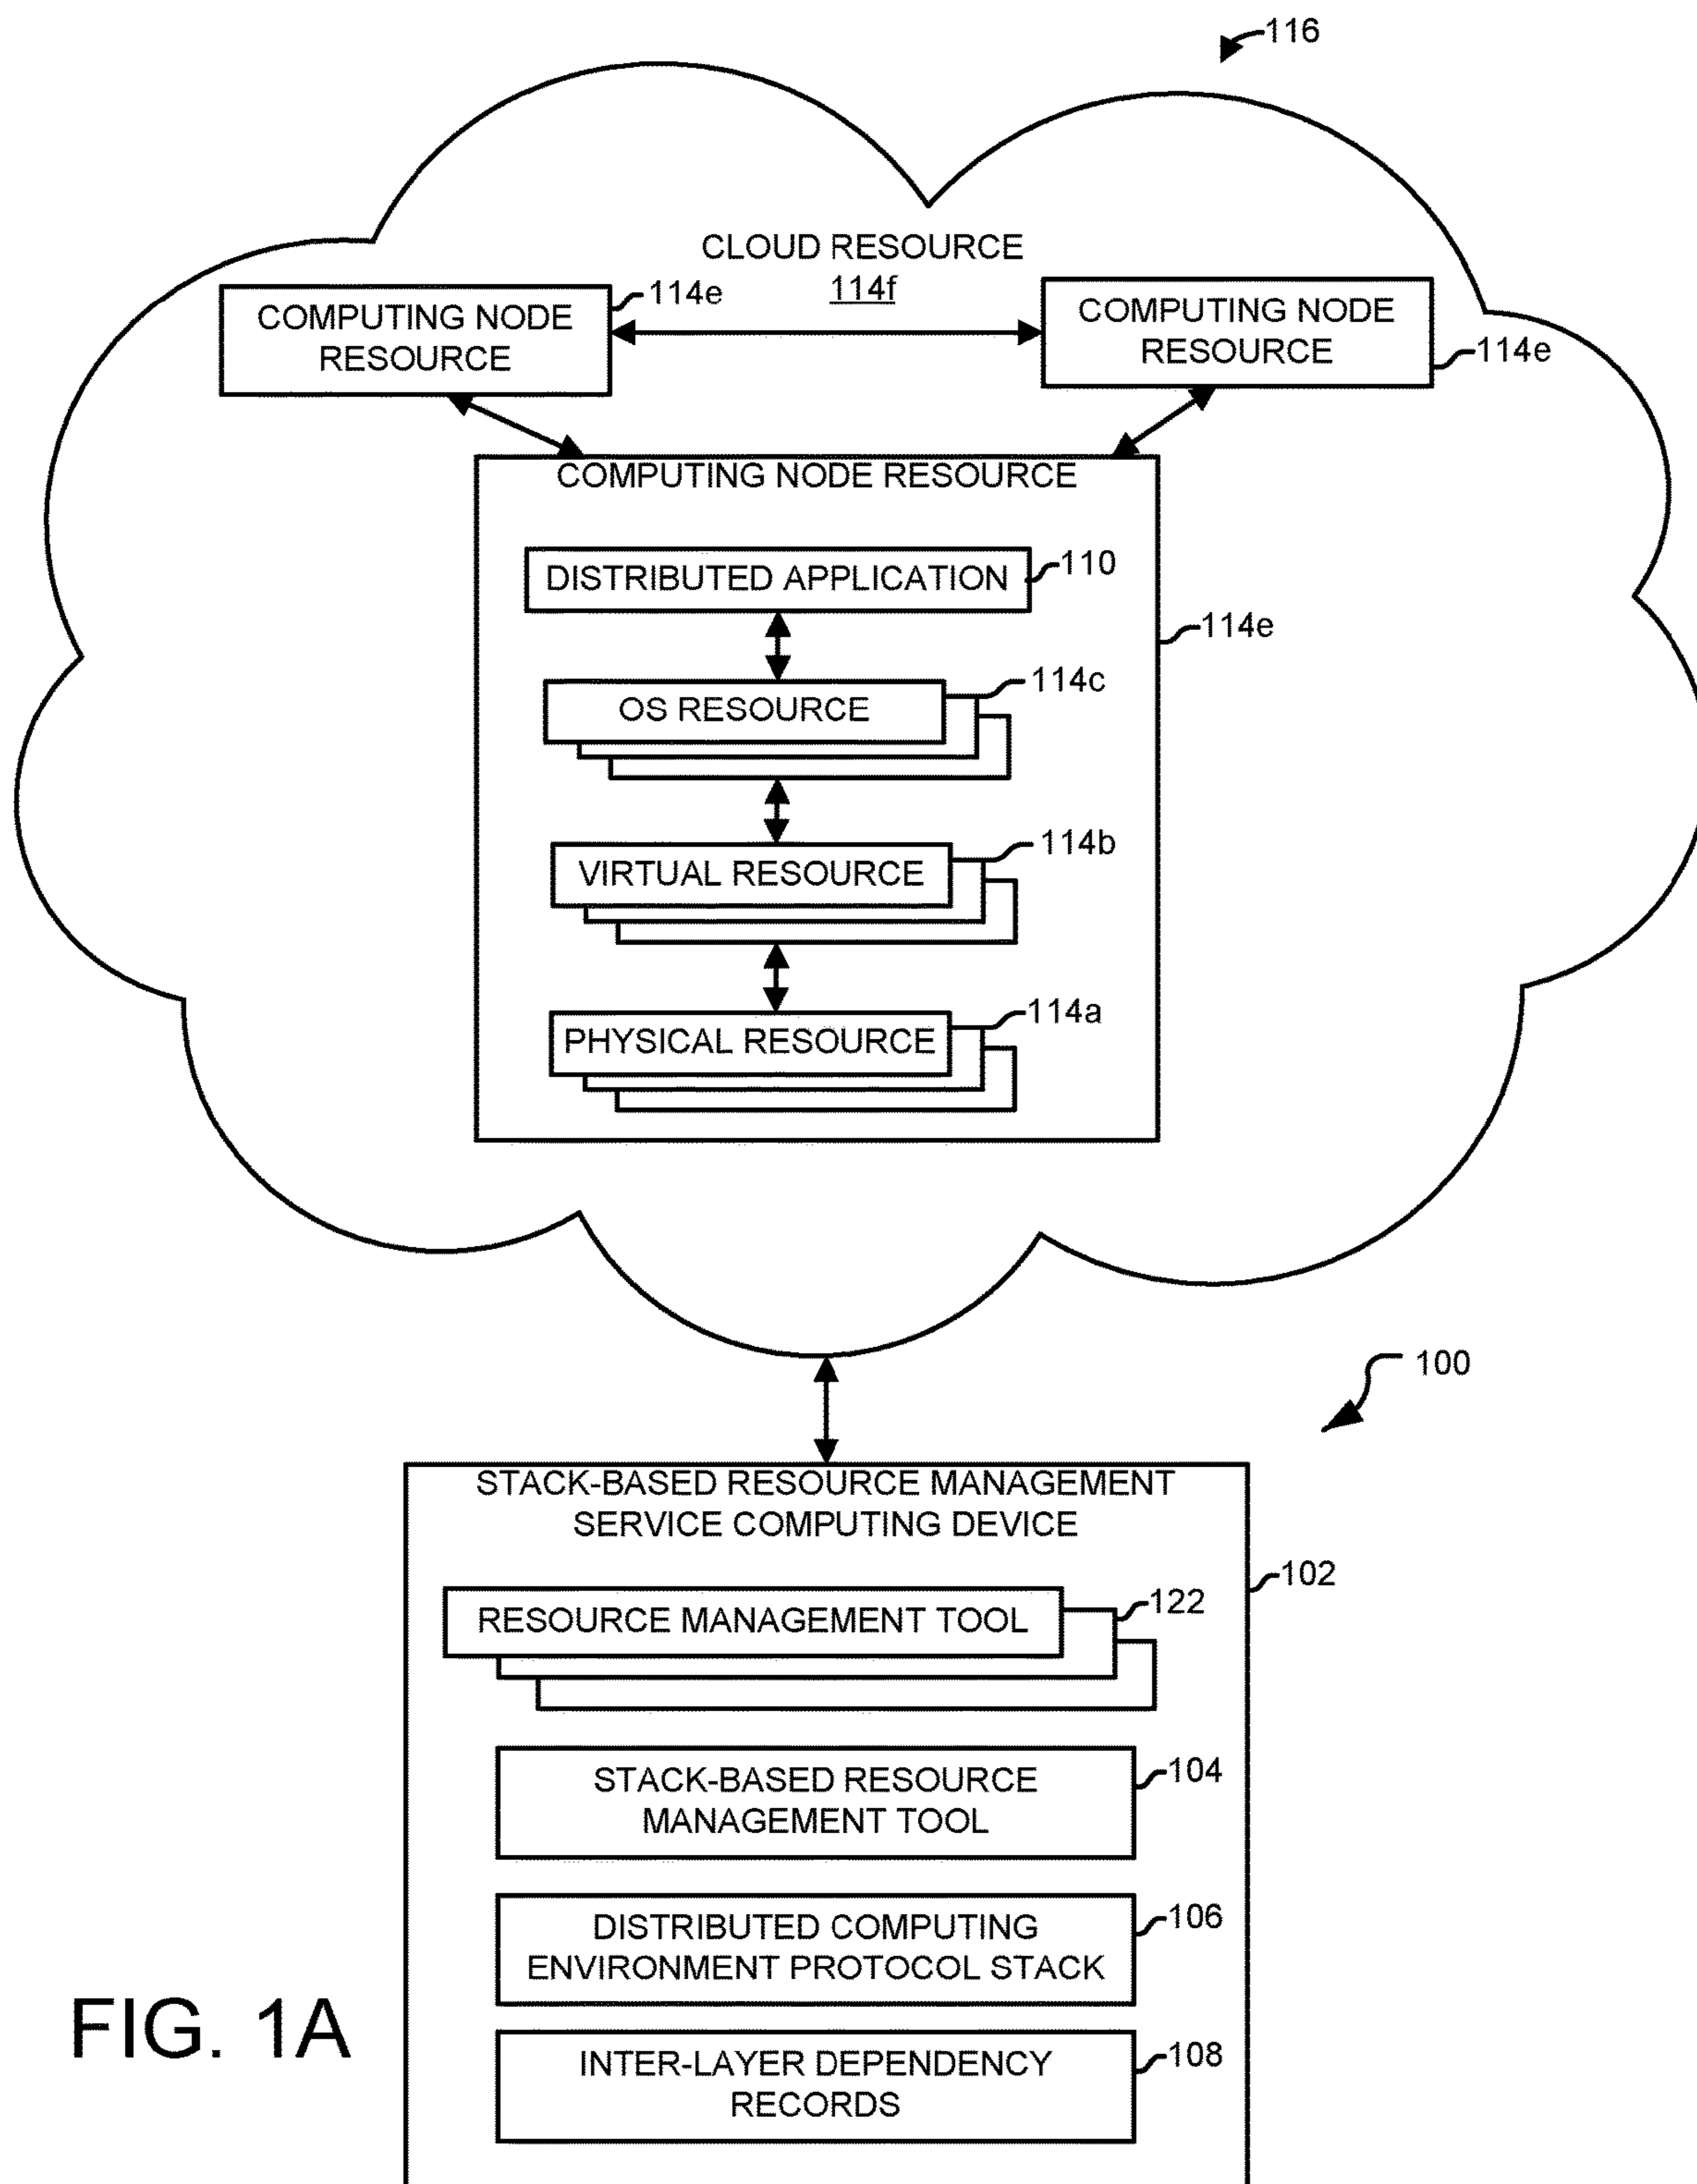 116
CLOUD RESOURCE
114f
COMPUTING NODE
RESOURCE
114e
COMPUTING NODE
RESOURCE
114e
COMPUTING NODE RESOURCE
DISTRIBUTED APPLICATION
110
114e
OS RESOURCE
114c
VIRTUAL RESOURCE
114b
PHYSICAL RESOURCE
114a
100
STACK-BASED RESOURCE MANAGEMENT
SERVICE COMPUTING DEVICE
102
RESOURCE MANAGEMENT TOOL
122
STACK-BASED RESOURCE
MANAGEMENT TOOL
104
DISTRIBUTED COMPUTING
ENVIRONMENT PROTOCOL STACK
106
INTER-LAYER DEPENDENCY
RECORDS
108
FIG. 1A